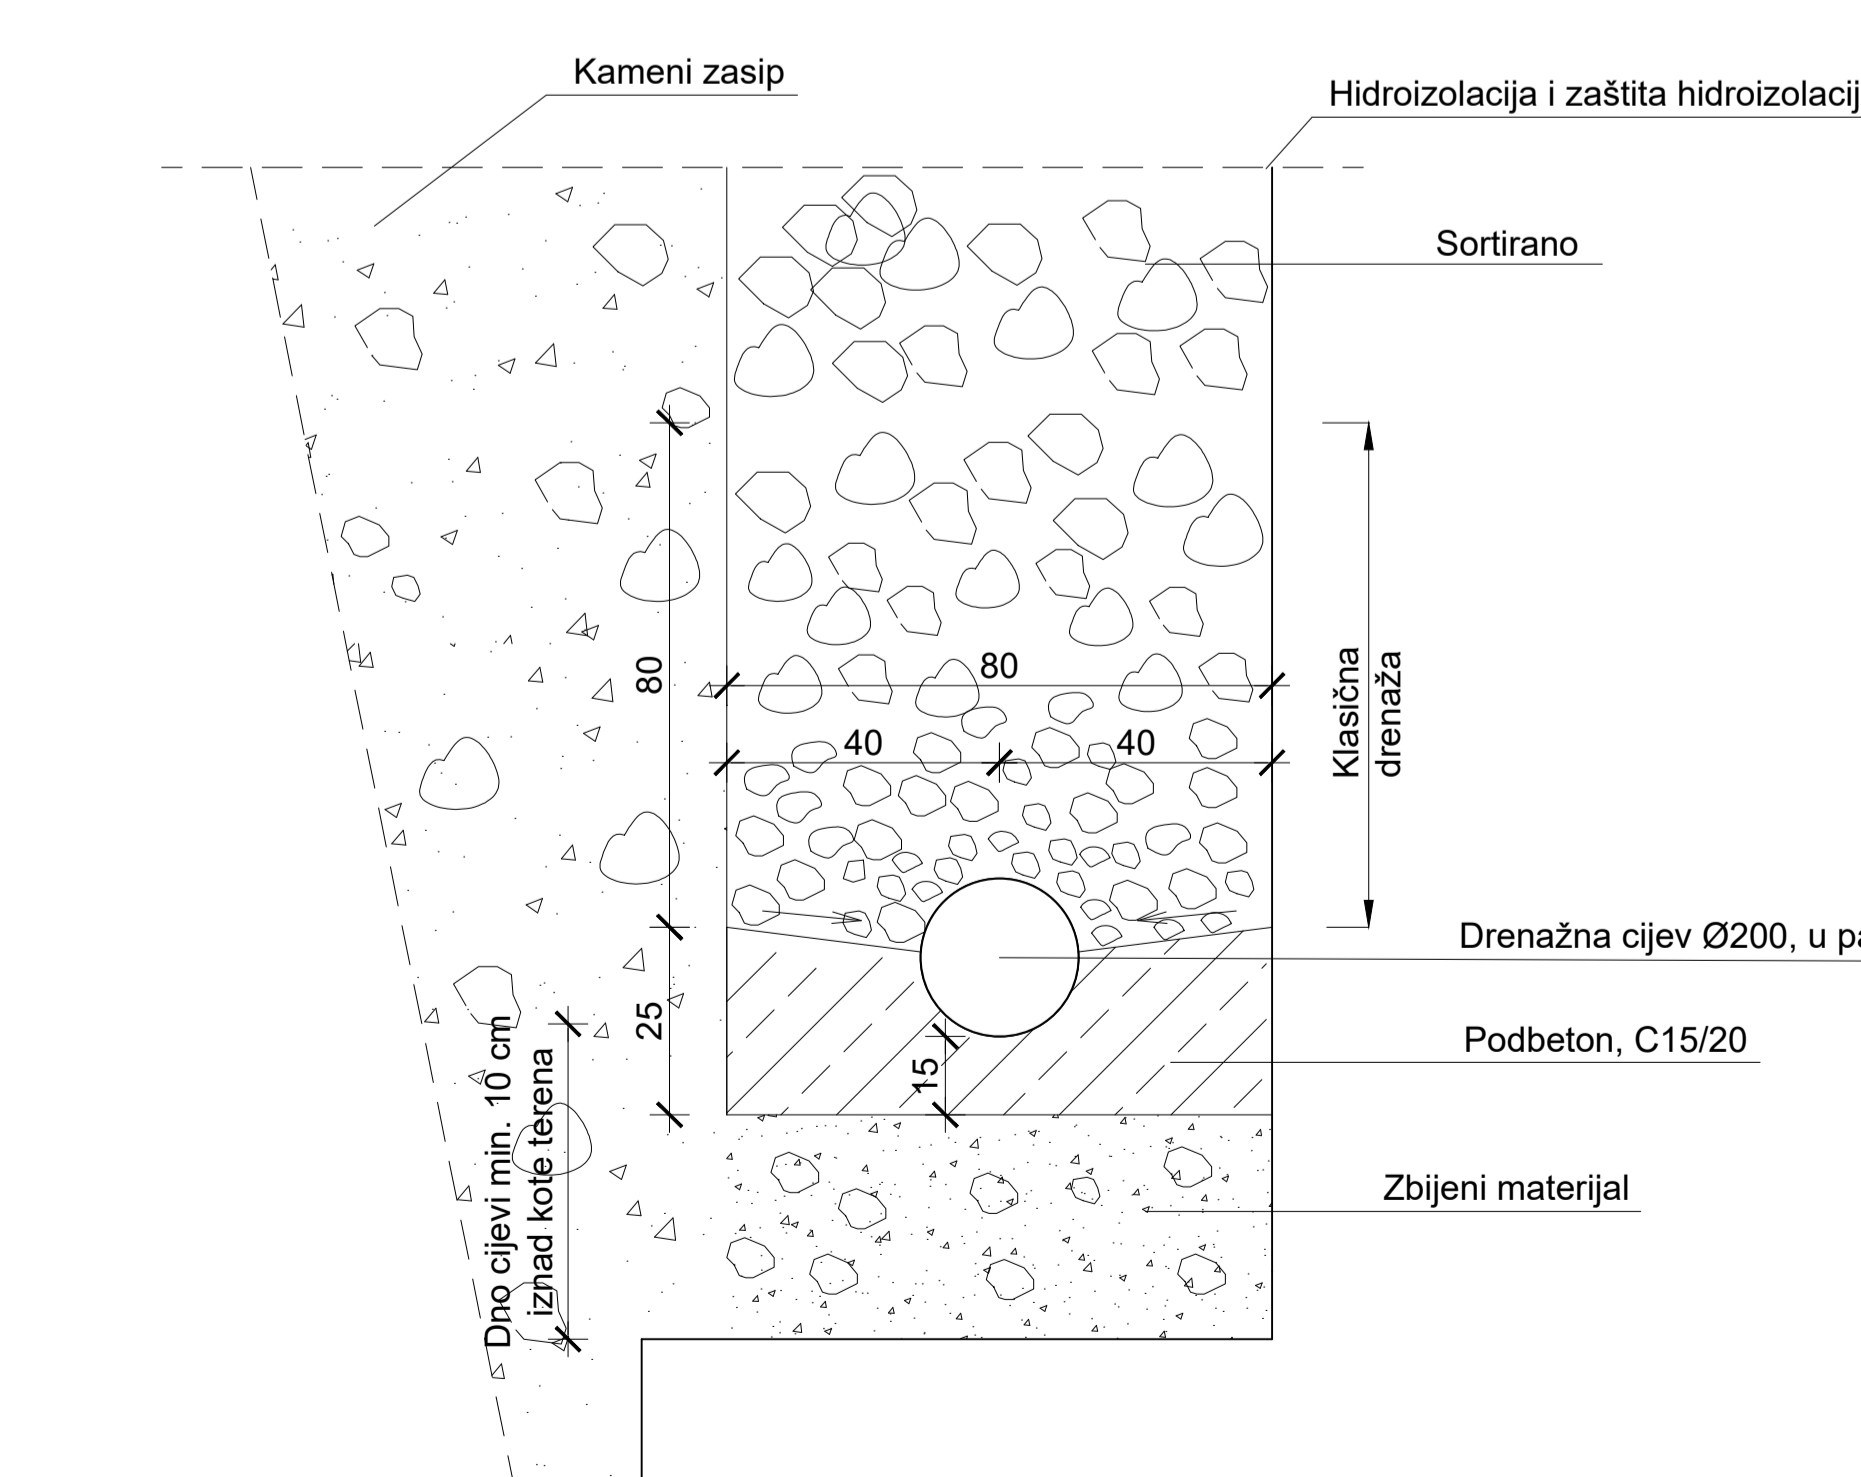 Kameni zasip
Hidroizolacija i zaštita hidroizolacij
Sortirano
80
80
40
40
Klasična
drenaža
Drenažna cijev Ø200, u pa
25
Podbeton, C15/20
15
Dno cijevi min. 10 cm
iznad kote terena
Zbijeni materijal